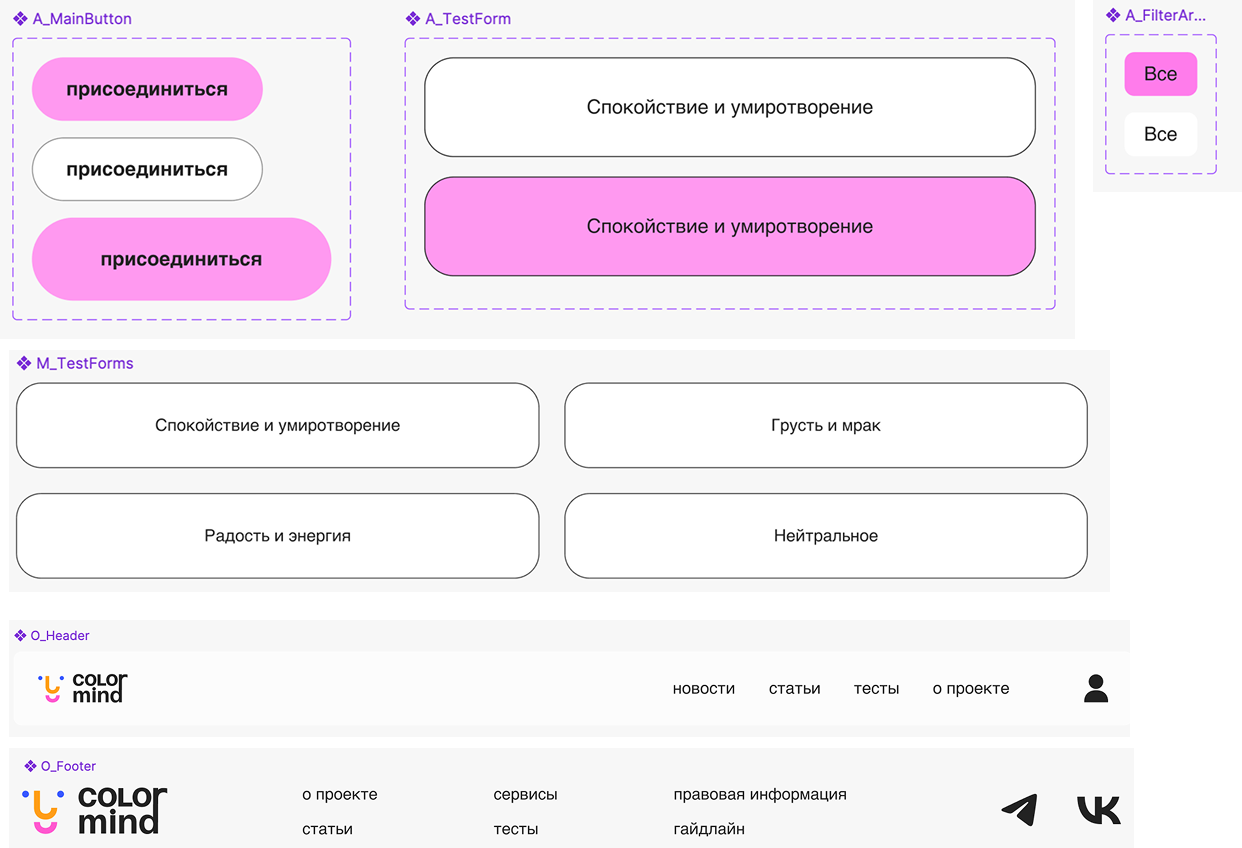 A_MainButton
присоединиться
присоединиться
присоединиться
A_TestForm
Спокойствие и умиротворение
Спокойствие и умиротворение
A_FilterAr...
Все
Все
M_TestForms
Спокойствие и умиротворение
Грусть и мрак
Радость и энергия
Нейтральное
O_Header
color
mind
новости статьи тесты о проекте
O_Footer
color
mind
о проекте сервисы правовая информация
статьи тесты гайдлайн
VK